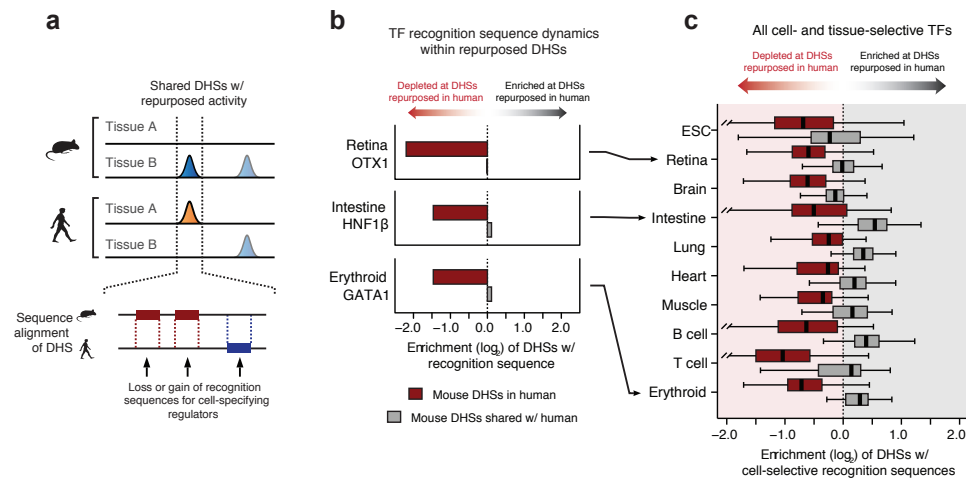 a
Shared DHSs w/
repurposed activity
Tissue A
Tissue B
Tissue A
Tissue B
Sequence
alignment
of DHS
Loss or gain of recognition
sequences for cell-specifying
regulators
b
TF recognition sequence dynamics
within repurposed DHSs
Depleted at DHSs
repurposed in human
Enriched at DHSs
repurposed in human
Retina
OTX1
Intestine
HNF1β
Erythroid
GATA1
−2.0 −1.0 0.0 1.0 2.0
Enrichment (log2) of DHSs w/
recognition sequence
Mouse DHSs in human
Mouse DHSs shared w/ human
c
All cell- and tissue-selective TFs
Depleted at DHSs
repurposed in human
Enriched at DHSs
repurposed in human
ESC
Retina
Brain
Intestine
Lung
Heart
Muscle
B cell
T cell
Erythroid
−2.0 −1.0 0.0 1.0 2.0
Enrichment (log2) of DHSs w/
cell-selective recognition sequences